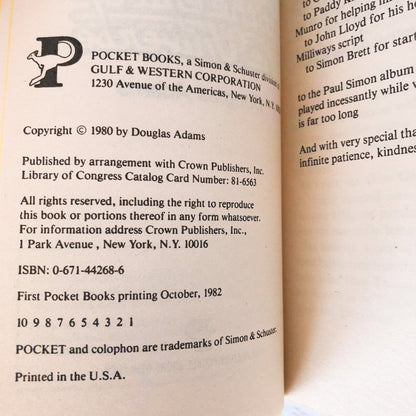 P
POCKET BOOKS, a Simon & Schuster division of
GULF & WESTERN CORPORATION
1230 Avenue of the Americas, New York, N.Y.
Copyright © 1980 by Douglas Adams
Published by arrangement with Crown Publishers, Inc.
Library of Congress Catalog Card Number: 81-6563
All rights reserved, including the right to reproduce
this book or portions thereof in any form whatsoever.
For information address Crown Publishers, Inc.,
1 Park Avenue, New York, N.Y. 10016
ISBN: 0-671-44268-6
First Pocket Books printing October, 1982
10 9 8 7 6 5 4 3 2 1
POCKET and colophon are trademarks of Simon & Schuster.
Printed in the U.S.A.
to Paddy
Munro for helping
to John Lloyd for his
Milliways script
to Simon Brett for
to the Paul Simon album
played incessantly while
is far too long
And with very special
infinite patience,